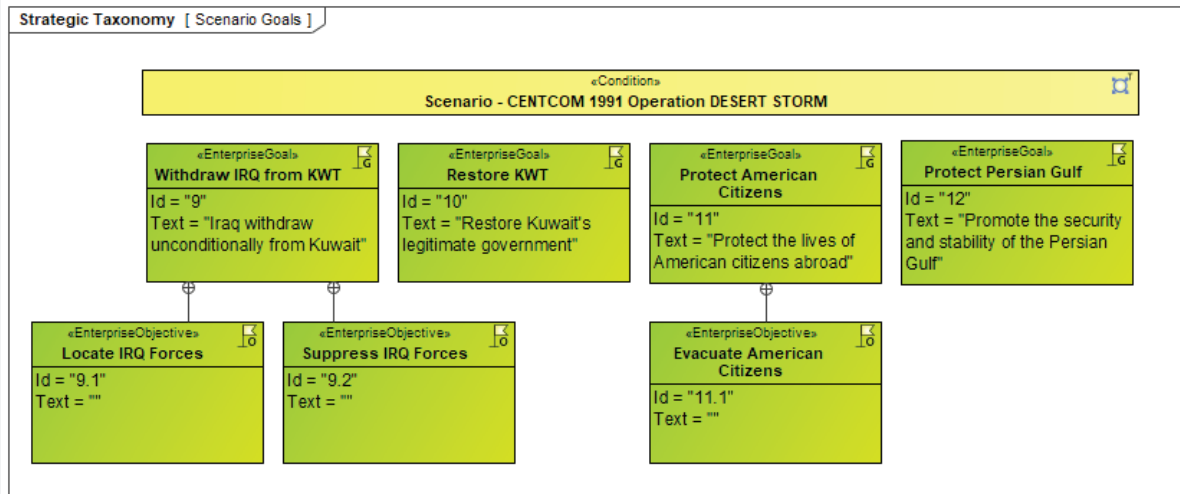 Strategic Taxonomy [ Scenario Goals ]
«Condition»
Scenario - CENTCOM 1991 Operation DESERT STORM
«EnterpriseGoal»
Withdraw IRQ from KWT
Id = "9"
Text = "Iraq withdraw
unconditionally from Kuwait"
«EnterpriseGoal»
Restore KWT
Id = "10"
Text = "Restore Kuwait's
legitimate government"
«EnterpriseGoal»
Protect American
Citizens
Id = "11"
Text = "Protect the lives of
American citizens abroad"
«EnterpriseGoal»
Protect Persian Gulf
Id = "12"
Text = "Promote the security
and stability of the Persian
Gulf"
«EnterpriseObjective»
Locate IRQ Forces
Id = "9.1"
Text = ""
«EnterpriseObjective»
Suppress IRQ Forces
Id = "9.2"
Text = ""
«EnterpriseObjective»
Evacuate American
Citizens
Id = "11.1"
Text = ""
T
G
G
G
G
O
O
O